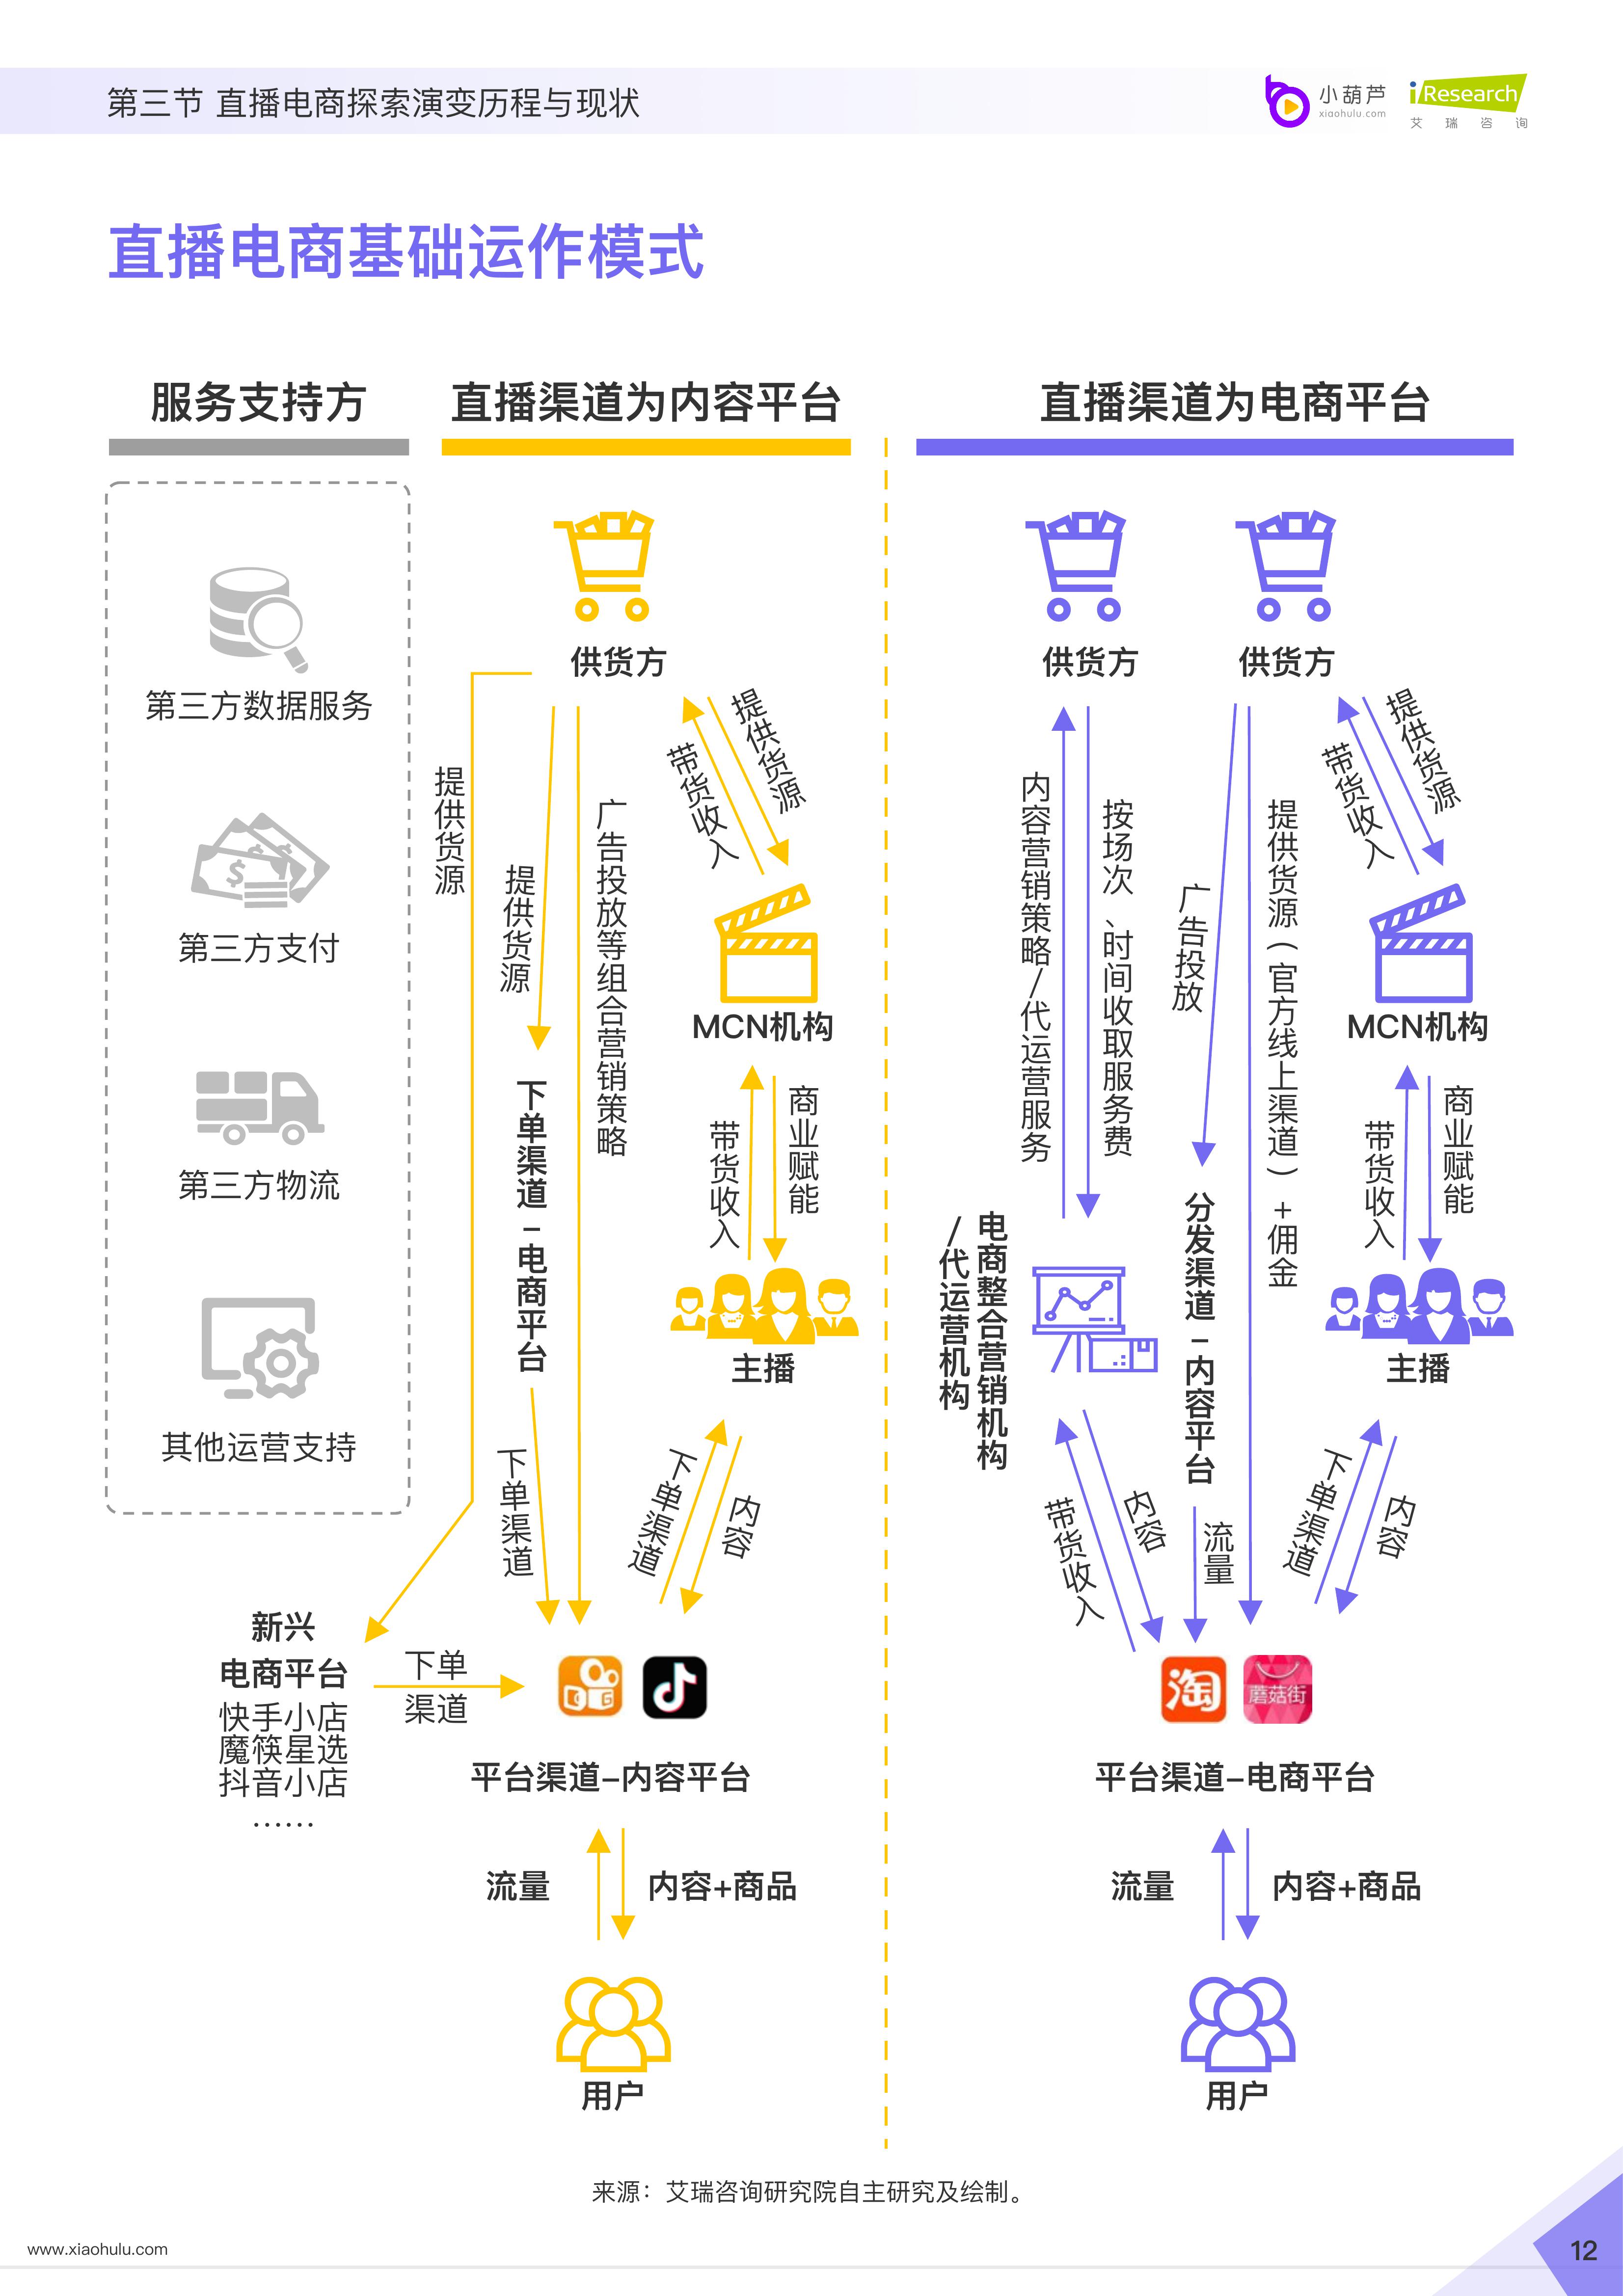 第三节 直播电商探索演变历程与现状
小葫芦
xiaohulu.com
iResearch
艾瑞咨询
直播电商基础运作模式
服务支持方
第三方数据服务
第三方支付
第三方物流
其他运营支持
直播渠道为内容平台
供货方
提供货源
提供货源
广告投放等组合营销策略
带货收入
提供货源
MCN机构
下单渠道–电商平台
带货收入
商业赋能
主播
下单渠道
下单渠道
内容
新兴
电商平台
快手小店
魔筷星选
抖音小店
……
下单
渠道
平台渠道–内容平台
流量
内容+商品
用户
直播渠道为电商平台
供货方
供货方
内容营销策略/代运营服务
按场次、时间收取服务费
广告投放
提供货源(官方线上渠道)+佣金
带货收入
提供货源
MCN机构
电商整合营销机构
/代运营机构
分发渠道–内容平台
带货收入
商业赋能
主播
带货收入
内容
流量
下单渠道
内容
淘
蘑菇街
平台渠道–电商平台
流量
内容+商品
用户
来源：艾瑞咨询研究院自主研究及绘制。
www.xiaohulu.com
12